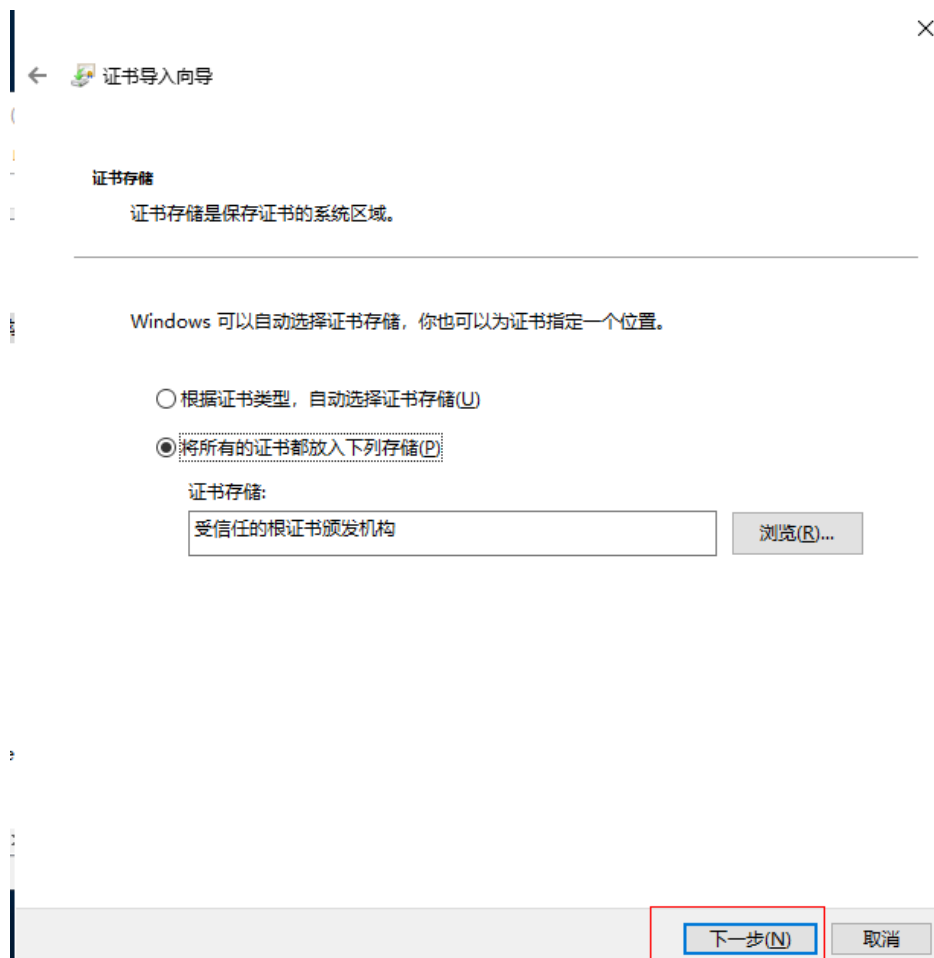 证书导入向导
证书存储
证书存储是保存证书的系统区域。
Windows 可以自动选择证书存储，你也可以为证书指定一个位置。
根据证书类型，自动选择证书存储(U)
将所有的证书都放入下列存储(P)
证书存储:
受信任的根证书颁发机构
浏览(R)...
下一步(N)
取消